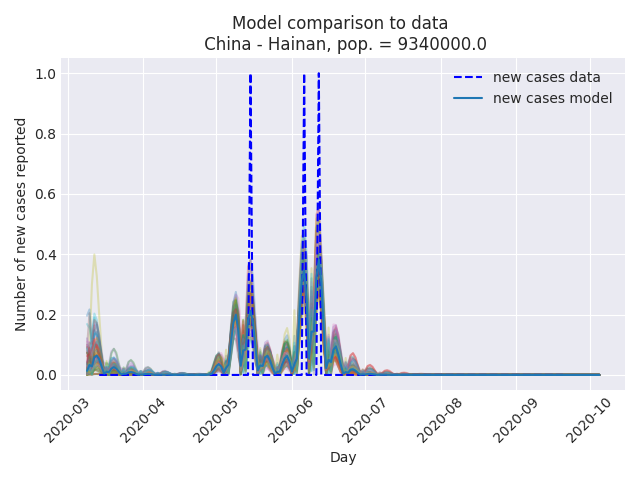 Model comparison to data
China - Hainan, pop. = 9340000.0
new cases data
new cases model
Number of new cases reported
1.0
0.8
0.6
0.4
0.2
0.0
2020-03
2020-04
2020-05
2020-06
2020-07
2020-08
2020-09
2020-10
Day